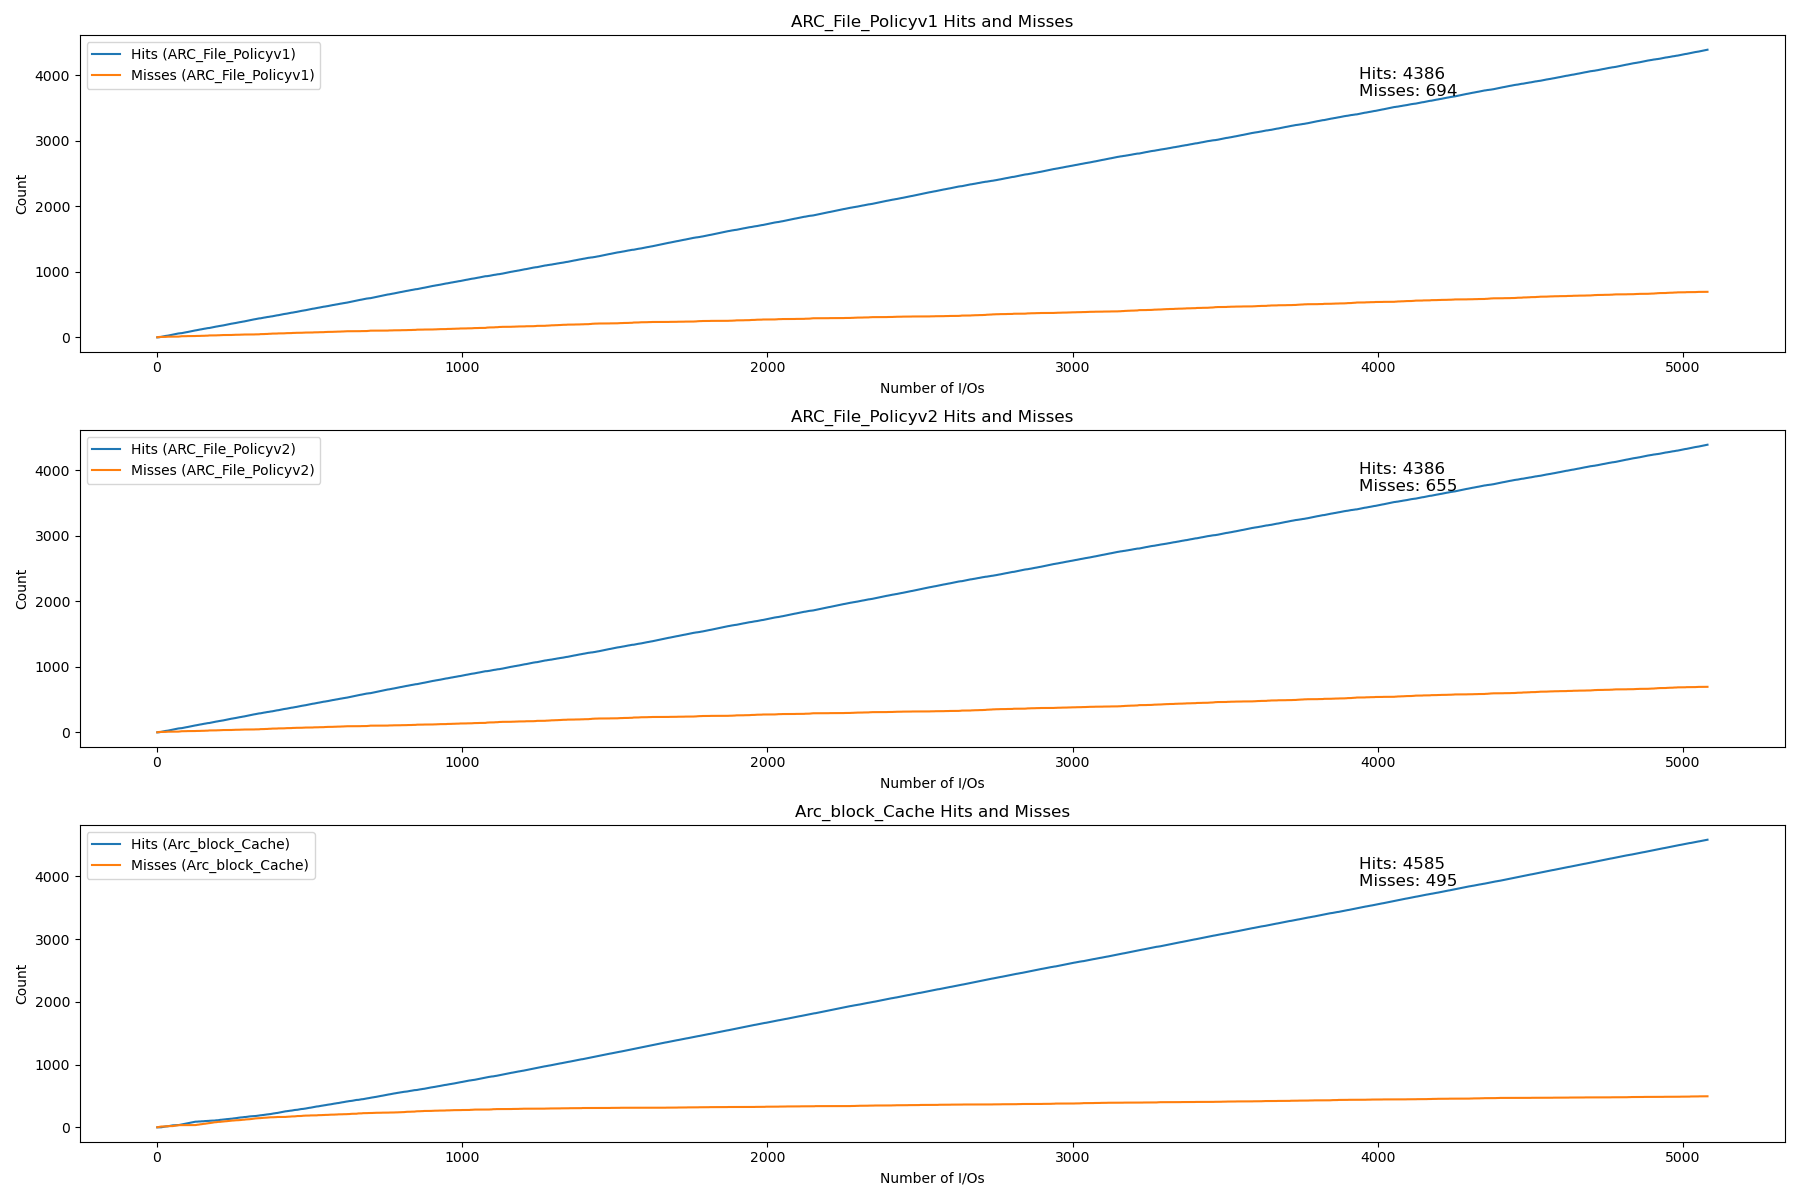 ARC_File_Policyv1 Hits and Misses
Hits (ARC_File_Policyv1)
Misses (ARC_File_Policyv1)
Hits: 4386
Misses: 694
4000
3000
2000
1000
0
Count
0 1000 2000 3000 4000 5000
Number of I/Os
ARC_File_Policyv2 Hits and Misses
Hits (ARC_File_Policyv2)
Misses (ARC_File_Policyv2)
Hits: 4386
Misses: 655
4000
3000
2000
1000
0
Count
0 1000 2000 3000 4000 5000
Number of I/Os
Arc_block_Cache Hits and Misses
Hits (Arc_block_Cache)
Misses (Arc_block_Cache)
Hits: 4585
Misses: 495
4000
3000
2000
1000
0
Count
0 1000 2000 3000 4000 5000
Number of I/Os